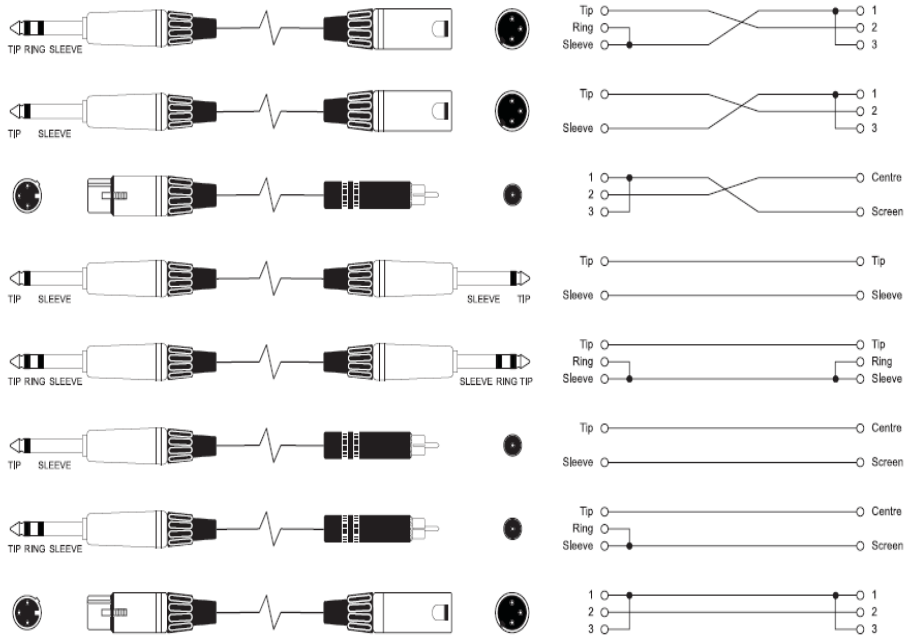 Tip 1
Ring 2
Sleeve 3
TIP RING SLEEVE
Tip 1
2
Sleeve 3
TIP SLEEVE
1 Centre
2
3 Screen
Tip Tip
Sleeve Sleeve
TIP SLEEVE SLEEVE TIP
Tip Tip
Ring Ring
Sleeve Sleeve
TIP RING SLEEVE SLEEVE RING TIP
Tip Centre
Sleeve Screen
TIP SLEEVE
Tip Centre
Ring
Sleeve Screen
TIP RING SLEEVE
1 1
2 2
3 3